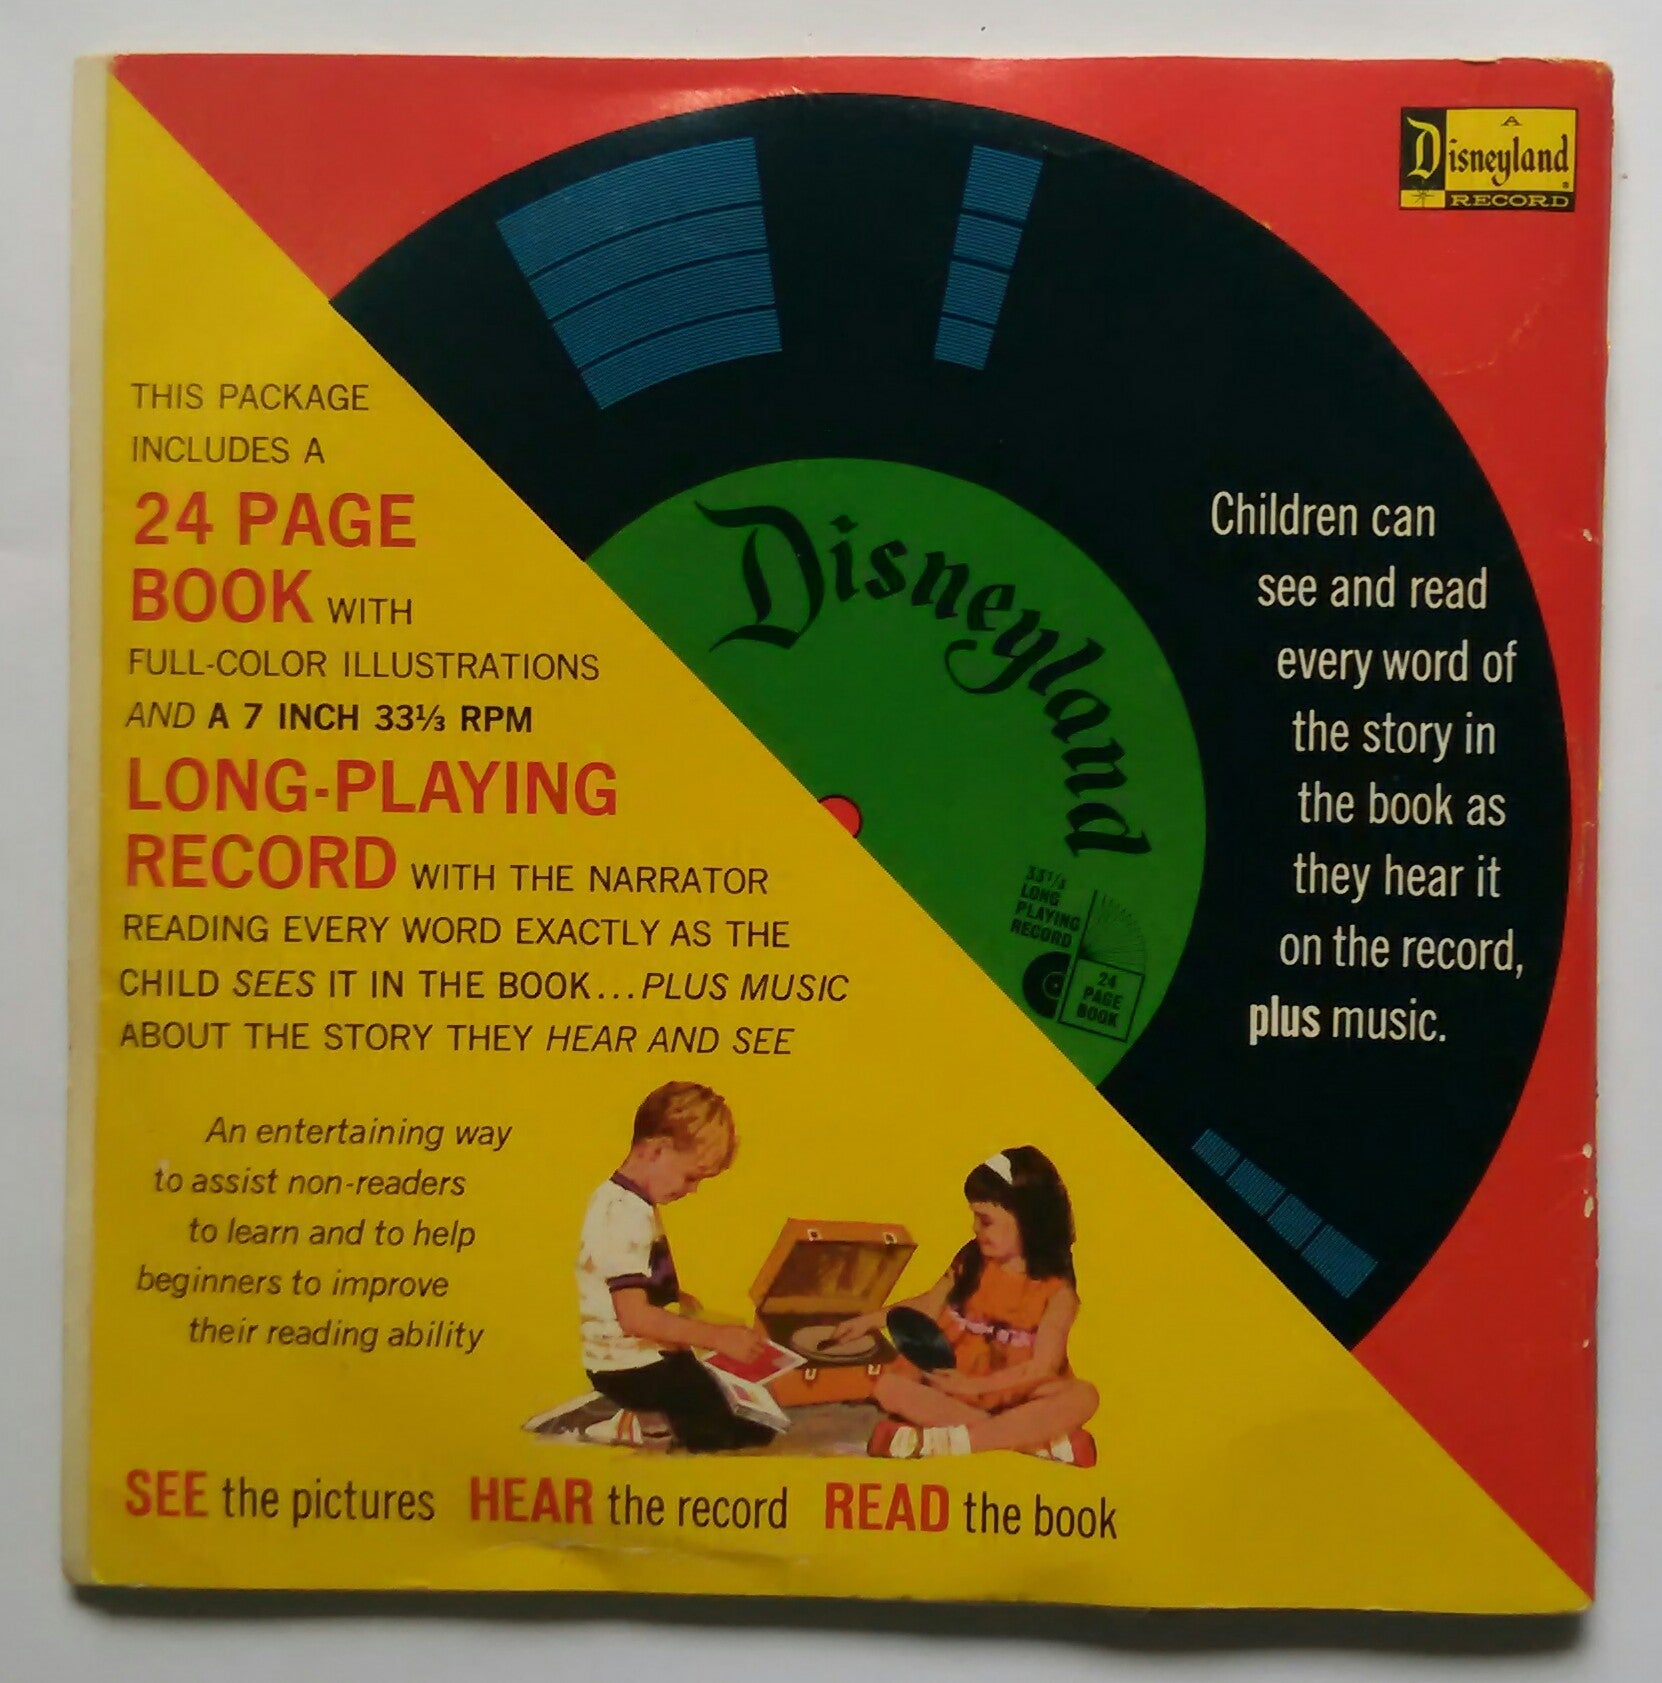 A
Disneyland
RECORD
THIS PACKAGE
INCLUDES A
24 PAGE
BOOK WITH
FULL-COLOR ILLUSTRATIONS
AND A 7 INCH 33⅓ RPM
LONG-PLAYING
RECORD WITH THE NARRATOR
READING EVERY WORD EXACTLY AS THE
CHILD SEES IT IN THE BOOK...PLUS MUSIC
ABOUT THE STORY THEY HEAR AND SEE
Disneyland
33⅓
LONG
PLAYING
RECORD
24
PAGE
BOOK
Children can
see and read
every word of
the story in
the book as
they hear it
on the record,
plus music.
An entertaining way
to assist non-readers
to learn and to help
beginners to improve
their reading ability
SEE the pictures HEAR the record READ the book